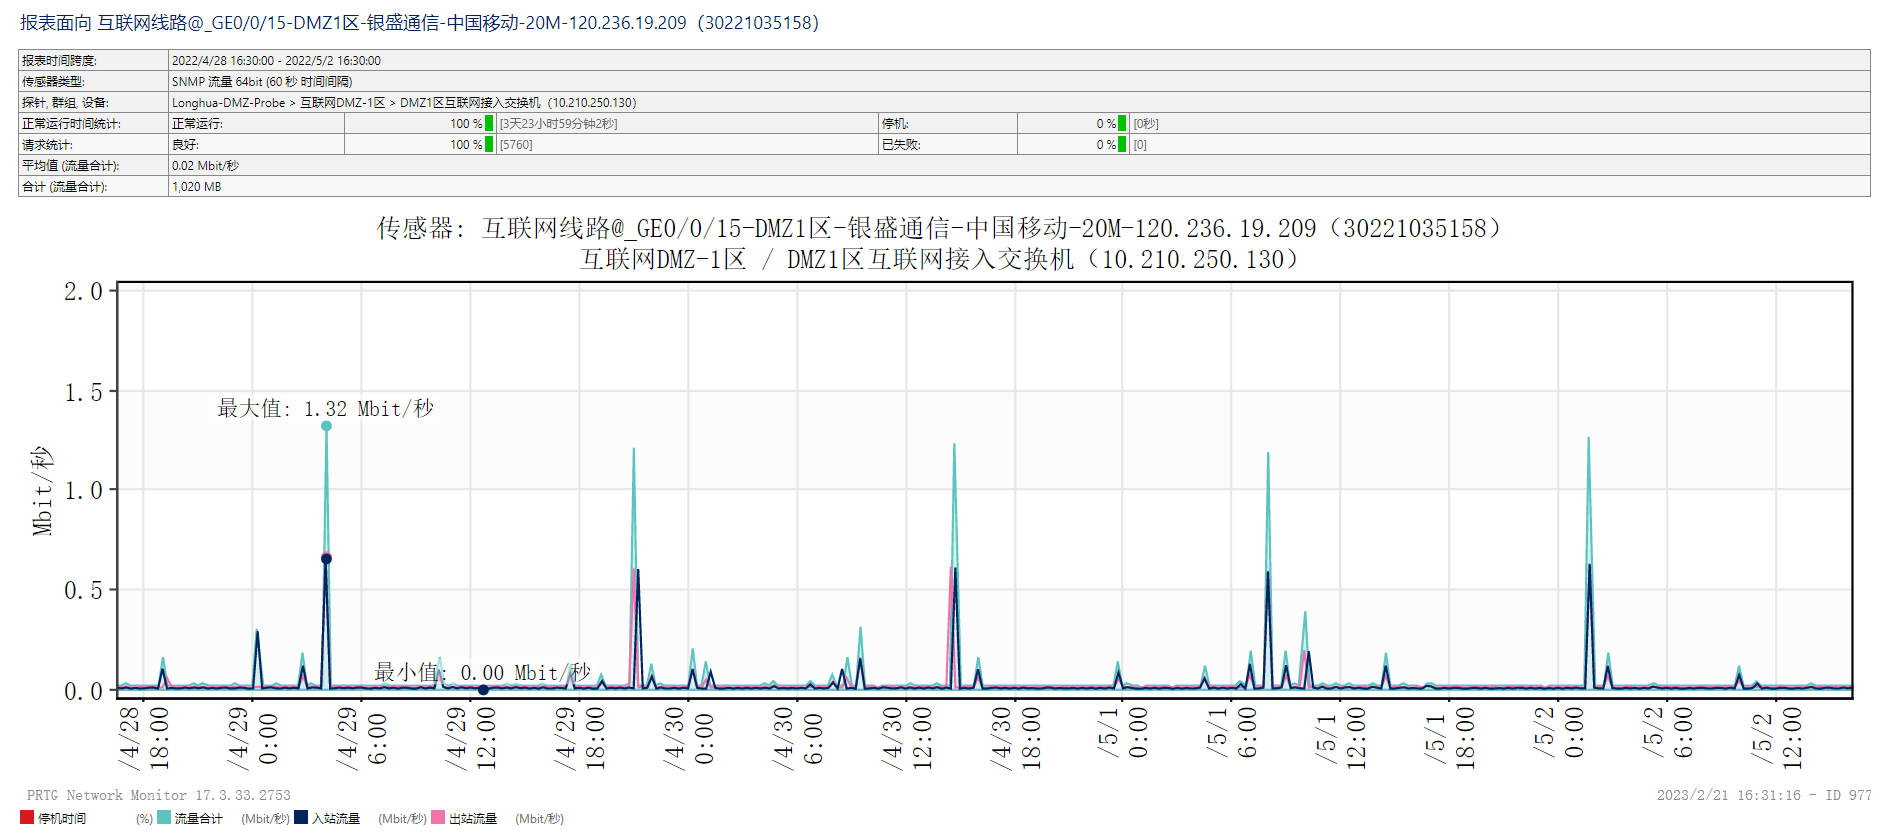 报表面向 互联网线路@_GE0/0/15-DMZ1区-银盛通信-中国移动-20M-120.236.19.209（30221035158）
报表时间跨度: 2022/4/28 16:30:00 - 2022/5/2 16:30:00
传感器类型: SNMP 流量 64bit (60 秒 时间间隔)
探针, 群组, 设备: Longhua-DMZ-Probe > 互联网DMZ-1区 > DMZ1区互联网接入交换机（10.210.250.130）
正常运行时间统计: 正常运行: 100 % [3天23小时59分钟2秒] 停机: 0 % [0秒]
请求统计: 良好: 100 % [5760] 已失败: 0 % [0]
平均值 (流量合计): 0.02 Mbit/秒
合计 (流量合计): 1,020 MB
传感器: 互联网线路@_GE0/0/15-DMZ1区-银盛通信-中国移动-20M-120.236.19.209（30221035158）
互联网DMZ-1区 / DMZ1区互联网接入交换机（10.210.250.130）
Mbit/秒
2.0
1.5
1.0
0.5
0.0
最大值: 1.32 Mbit/秒
最小值: 0.00 Mbit/秒
/4/28 18:00
/4/29 0:00
/4/29 6:00
/4/29 12:00
/4/29 18:00
/4/30 0:00
/4/30 6:00
/4/30 12:00
/4/30 18:00
/5/1 0:00
/5/1 6:00
/5/1 12:00
/5/1 18:00
/5/2 0:00
/5/2 6:00
/5/2 12:00
PRTG Network Monitor 17.3.33.2753 2023/2/21 16:31:16 - ID 977
停机时间 (%) 流量合计 (Mbit/秒) 入站流量 (Mbit/秒) 出站流量 (Mbit/秒)